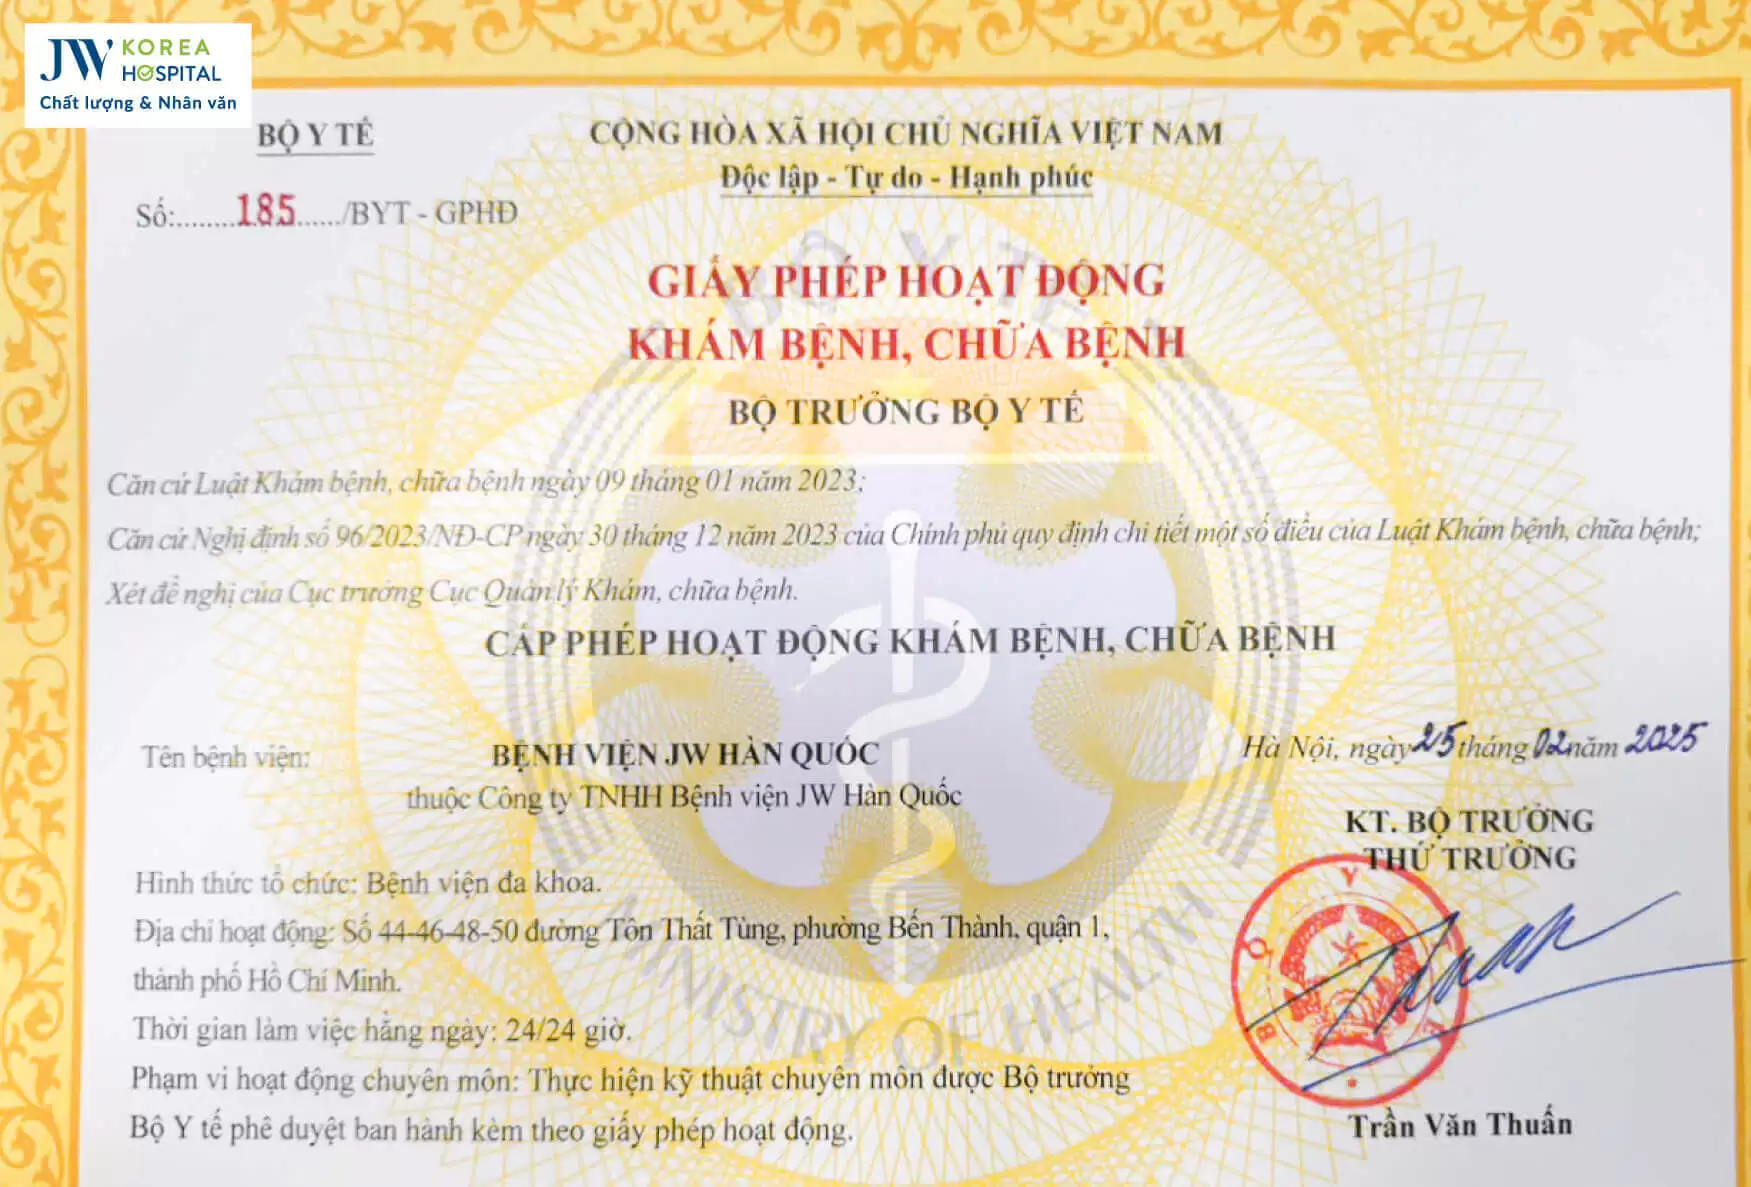 JW KOREA HOSPITAL
Chất lượng & Nhân văn
BỘ Y TẾ
Số:........185....../BYT - GPHĐ
CỘNG HÒA XÃ HỘI CHỦ NGHĨA VIỆT NAM
Độc lập - Tự do - Hạnh phúc
GIẤY PHÉP HOẠT ĐỘNG
KHÁM BỆNH, CHỮA BỆNH
BỘ TRƯỞNG BỘ Y TẾ
Căn cứ Luật Khám bệnh, chữa bệnh ngày 09 tháng 01 năm 2023;
Căn cứ Nghị định số 96/2023/NĐ-CP ngày 30 tháng 12 năm 2023 của Chính phủ quy định chi tiết một số điều của Luật Khám bệnh, chữa bệnh;
Xét đề nghị của Cục trưởng Cục Quản lý Khám, chữa bệnh.
CẤP PHÉP HOẠT ĐỘNG KHÁM BỆNH, CHỮA BỆNH
Tên bệnh viện: BỆNH VIỆN JW HÀN QUỐC
thuộc Công ty TNHH Bệnh viện JW Hàn Quốc
Hình thức tổ chức: Bệnh viện đa khoa.
Địa chỉ hoạt động: Số 44-46-48-50 đường Tôn Thất Tùng, phường Bến Thành, quận 1,
thành phố Hồ Chí Minh.
Thời gian làm việc hằng ngày: 24/24 giờ.
Phạm vi hoạt động chuyên môn: Thực hiện kỹ thuật chuyên môn được Bộ trưởng
Bộ Y tế phê duyệt ban hành kèm theo giấy phép hoạt động.
Hà Nội, ngày 25 tháng 02 năm 2025
KT. BỘ TRƯỞNG
THỨ TRƯỞNG
BỘ Y TẾ
Trần Văn Thuấn
BỘ Y TẾ
MINISTRY OF HEALTH